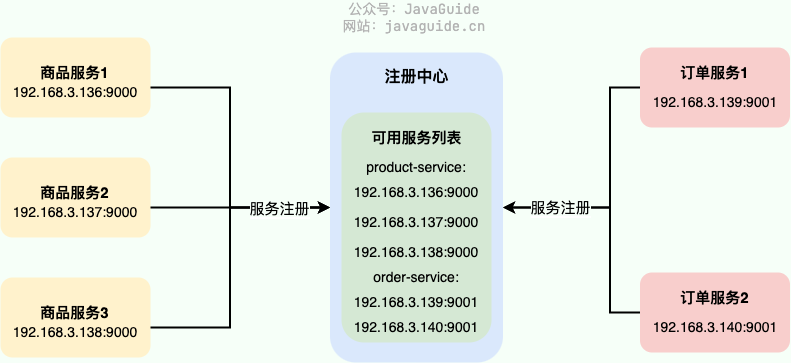 公众号：JavaGuide
网站：javaguide.cn
商品服务1
192.168.3.136:9000
商品服务2
192.168.3.137:9000
商品服务3
192.168.3.138:9000
服务注册
注册中心
可用服务列表
product-service：
192.168.3.136:9000
192.168.3.137:9000
192.168.3.138:9000
order-service:
192.168.3.139:9001
192.168.3.140:9001
服务注册
订单服务1
192.168.3.139:9001
订单服务2
192.168.3.140:9001